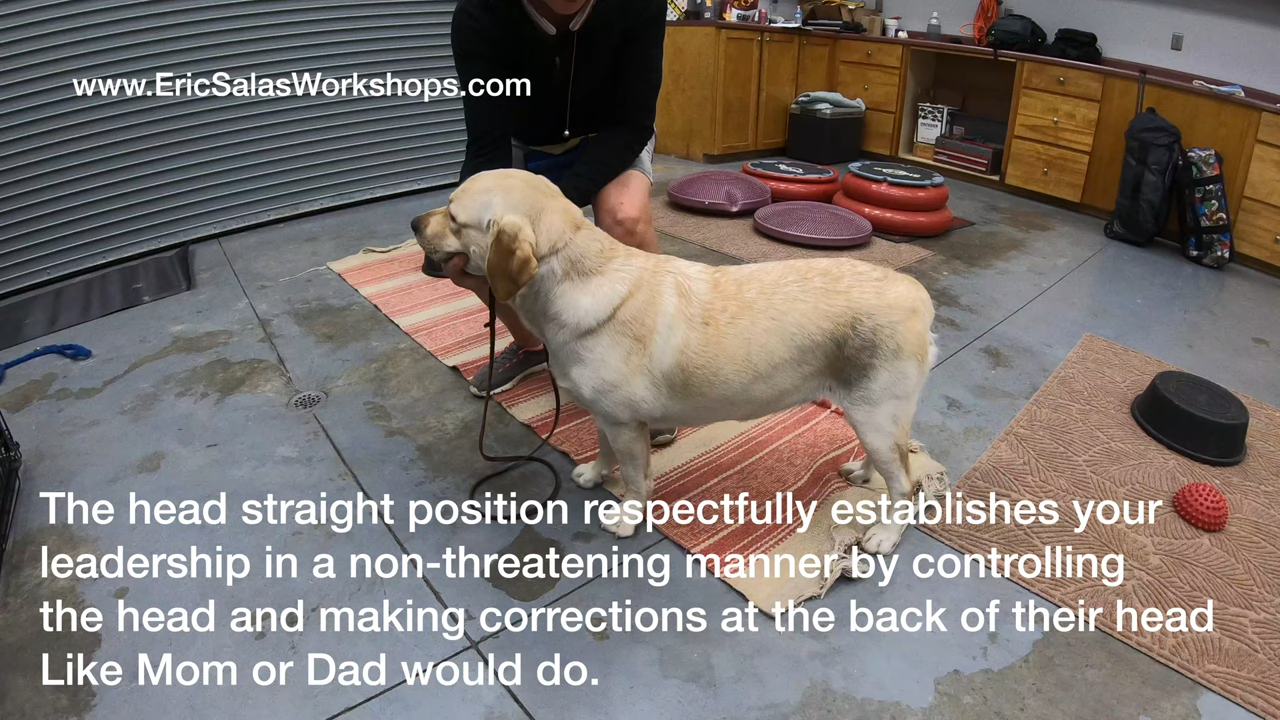 www.EricSalasWorkshops.com
The head straight position respectfully establishes your
leadership in a non-threatening manner by controlling
the head and making corrections at the back of their head
Like Mom or Dad would do.